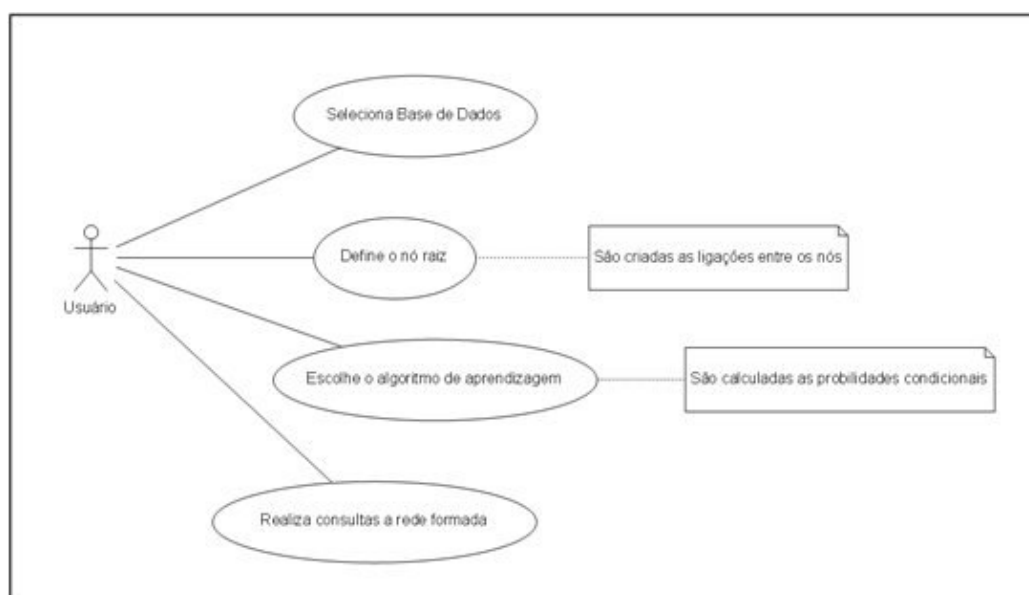 Seleciona Base de Dados
Define o nó raiz
São criadas as ligações entre os nós
Usuário
Escolhe o algoritmo de aprendizagem
São calculadas as probilidades condicionais
Realiza consultas a rede formada